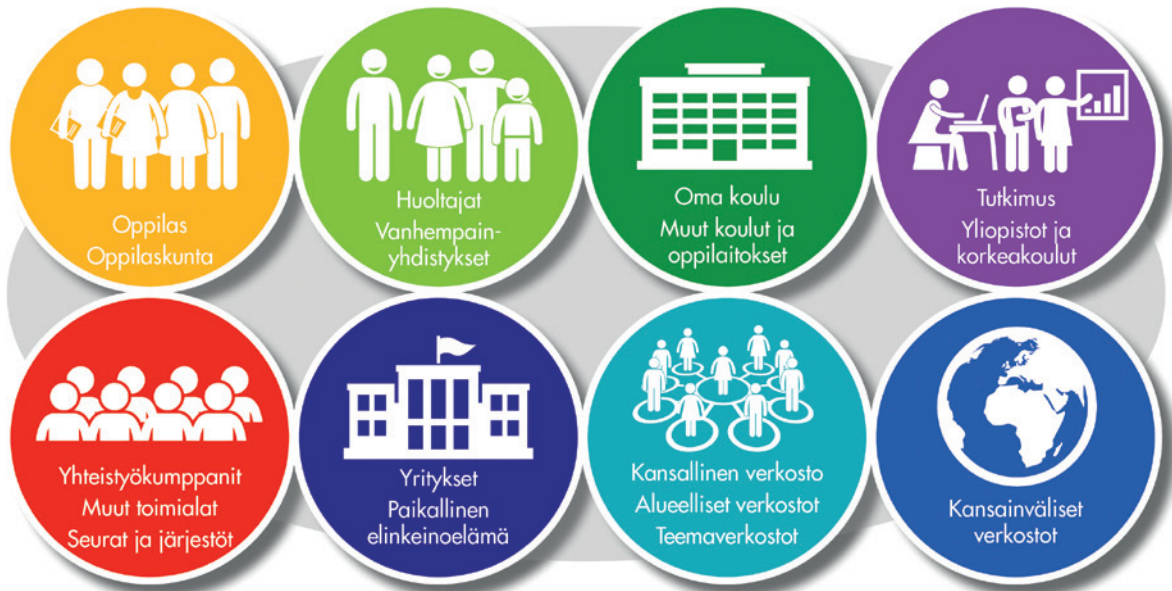 Oppilas
Oppilaskunta
Huoltajat
Vanhempain-
yhdistykset
Oma koulu
Muut koulut ja
oppilaitokset
Tutkimus
Yliopistot ja
korkeakoulut
Yhteistyökumppanit
Muut toimialat
Seurat ja järjestöt
Yritykset
Paikallinen
elinkeinoelämä
Kansallinen verkosto
Alueelliset verkostot
Teemaverkostot
Kansainväliset
verkostot